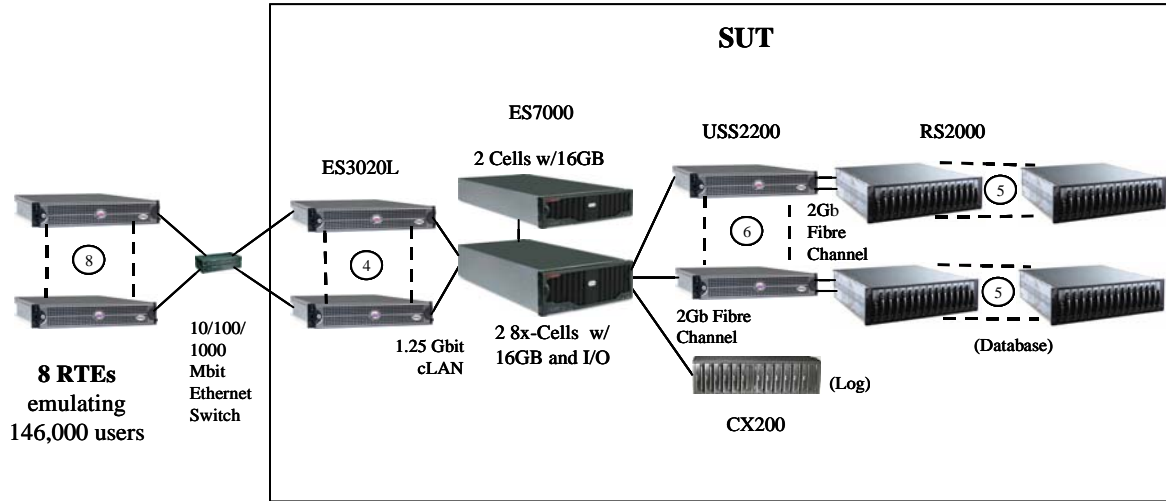 SUT
ES7000
USS2200
RS2000
2 Cells w/16GB
ES3020L
5
2Gb
Fibre
Channel
8
4
6
5
10/100/
1000
Mbit
Ethernet
Switch
1.25 Gbit
cLAN
2 8x-Cells w/
16GB and I/O
2Gb Fibre
Channel
(Database)
8 RTEs
emulating
146,000 users
(Log)
CX200